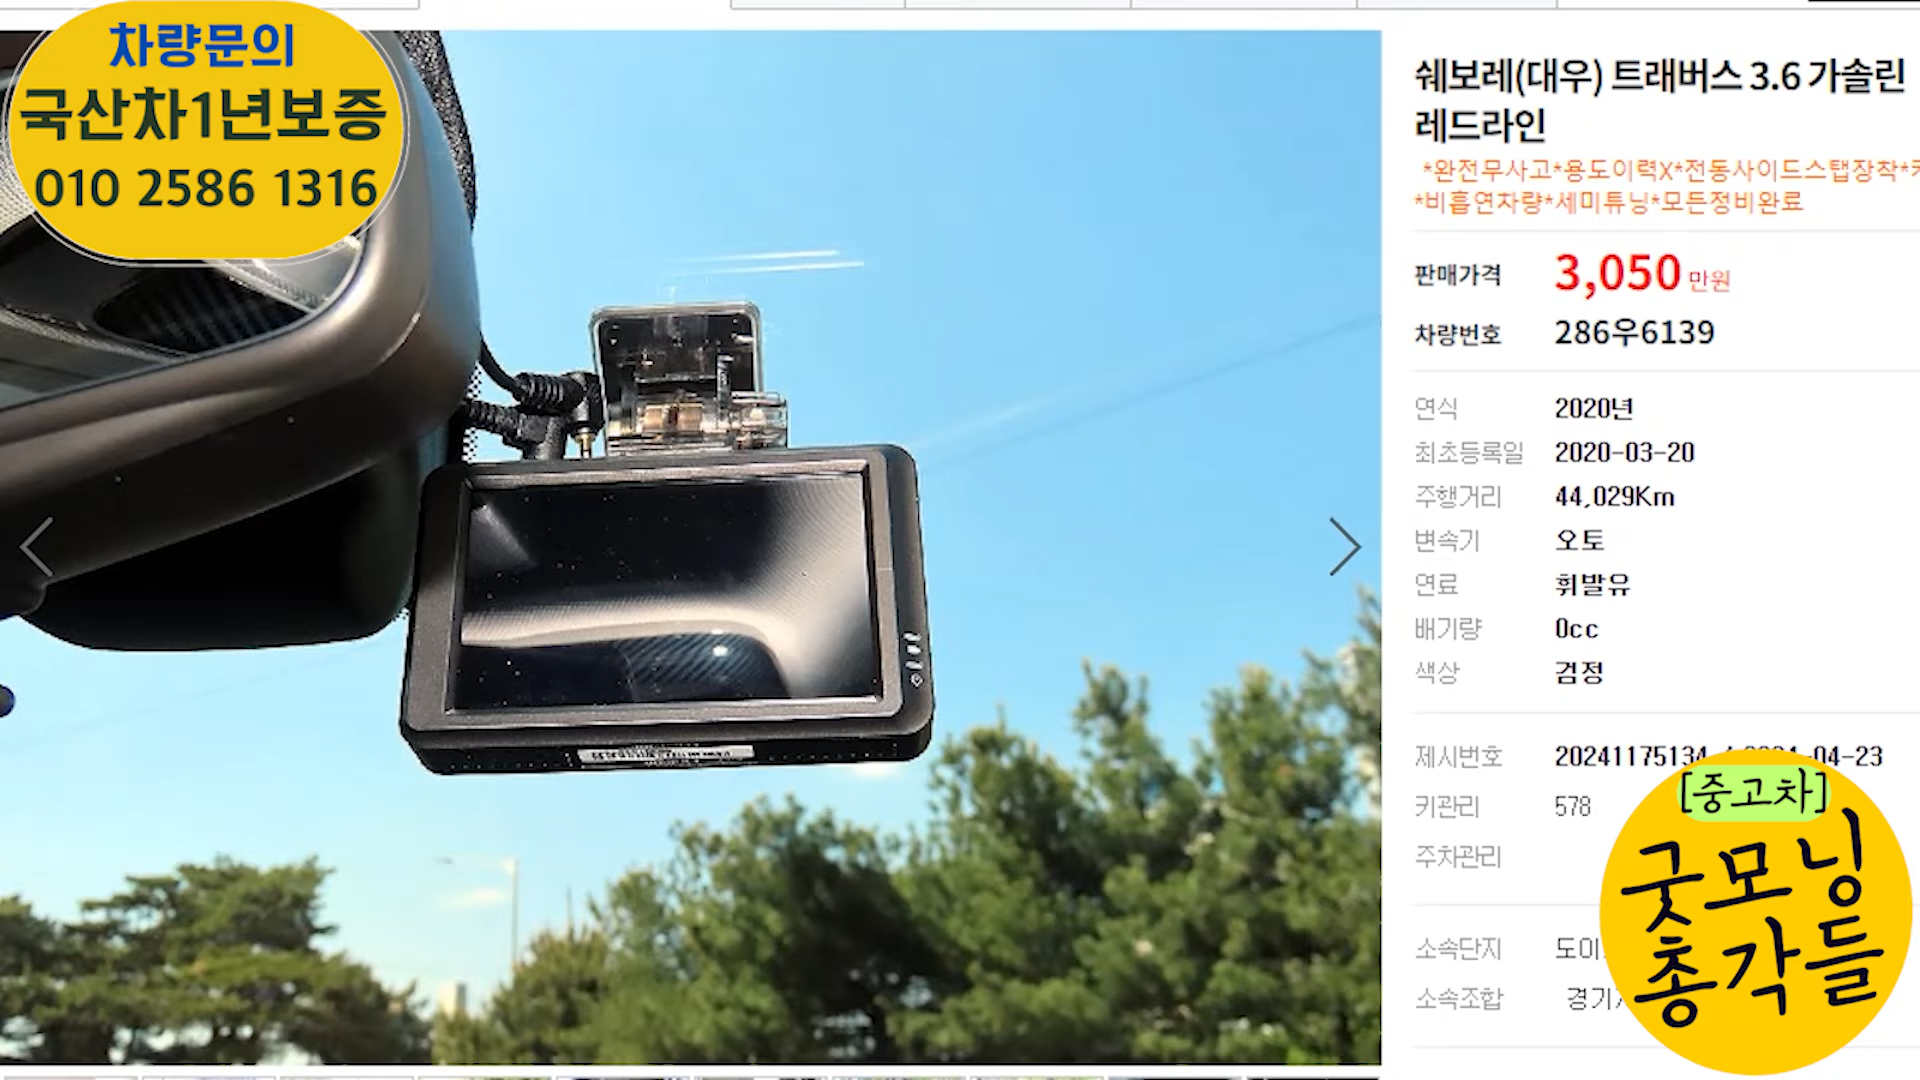 차량문의
국산차1년보증
010 2586 1316
쉐보레(대우) 트래버스 3.6 가솔린
레드라인
*완전무사고*용도이력X*전동사이드스탭장착*
*비흡연차량*세미튜닝*모든정비완료
판매가격 3,050 만원
차량번호 286우6139
연식 2020년
최초등록일 2020-03-20
주행거리 44,029Km
변속기 오토
연료 휘발유
배기량 0cc
색상 검정
제시번호 20241175134 04-23
키관리 578
주차관리
소속단지 도이
소속조합 경기
[중고차]
굿모닝
총각들